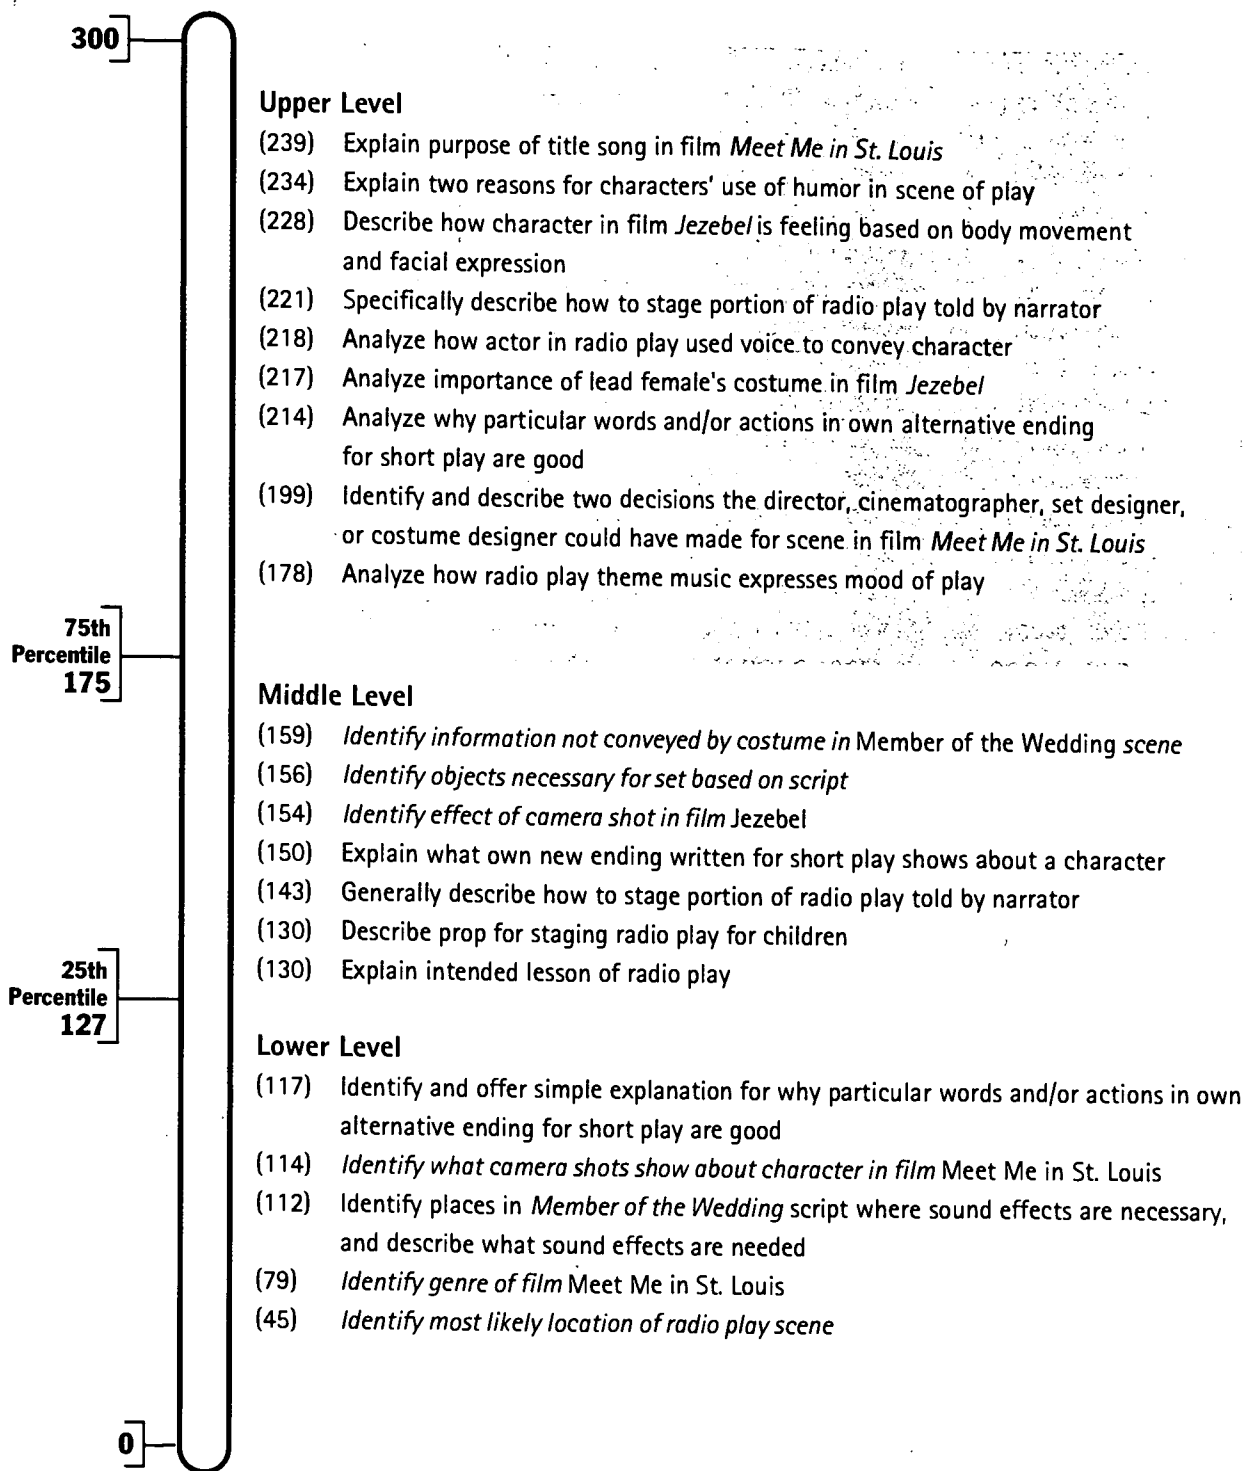 300
Upper Level
(239) Explain purpose of title song in film Meet Me in St. Louis
(234) Explain two reasons for characters' use of humor in scene of play
(228) Describe how character in film Jezebel is feeling based on body movement
and facial expression
(221) Specifically describe how to stage portion of radio play told by narrator
(218) Analyze how actor in radio play used voice to convey character
(217) Analyze importance of lead female's costume in film Jezebel
(214) Analyze why particular words and/or actions in own alternative ending
for short play are good
(199) Identify and describe two decisions the director, cinematographer, set designer,
or costume designer could have made for scene in film Meet Me in St. Louis
(178) Analyze how radio play theme music expresses mood of play
75th
Percentile
175
Middle Level
(159) Identify information not conveyed by costume in Member of the Wedding scene
(156) Identify objects necessary for set based on script
(154) Identify effect of camera shot in film Jezebel
(150) Explain what own new ending written for short play shows about a character
(143) Generally describe how to stage portion of radio play told by narrator
(130) Describe prop for staging radio play for children
(130) Explain intended lesson of radio play
25th
Percentile
127
Lower Level
(117) Identify and offer simple explanation for why particular words and/or actions in own
alternative ending for short play are good
(114) Identify what camera shots show about character in film Meet Me in St. Louis
(112) Identify places in Member of the Wedding script where sound effects are necessary,
and describe what sound effects are needed
(79) Identify genre of film Meet Me in St. Louis
(45) Identify most likely location of radio play scene
0